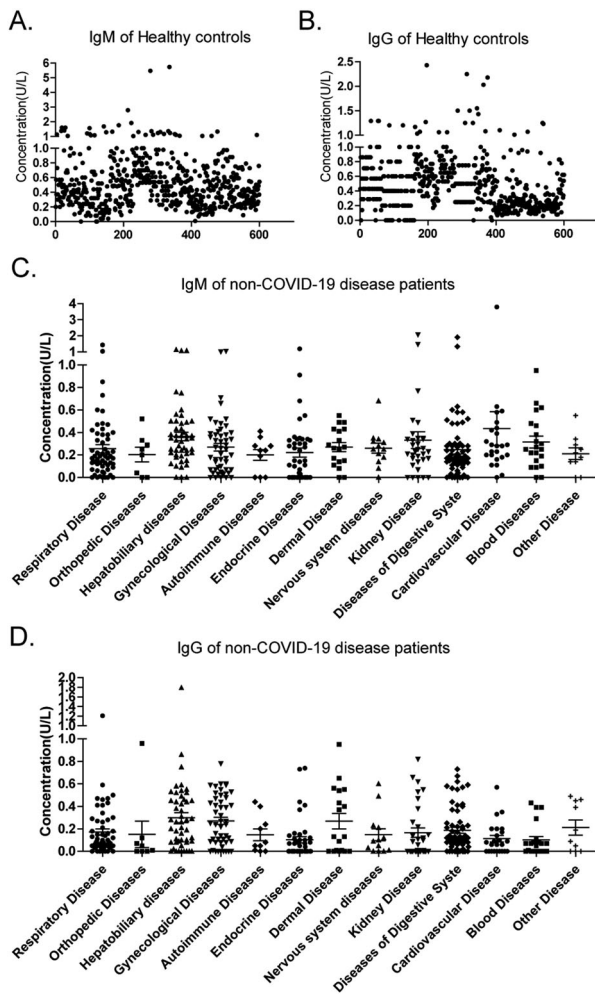 A.
IgM of Healthy controls
Concentration(U/L)
6
5
4
3
2
1
1.0
0.8
0.6
0.4
0.2
0.0
0
200
400
600
B.
IgG of Healthy controls
Concentration(U/L)
2.5
2.0
1.5
1.0
1.0
0.8
0.6
0.4
0.2
0.0
0
200
400
600
C.
IgM of non-COVID-19 disease patients
Concentration(U/L)
4
3
2
1
1.0
0.8
0.6
0.4
0.2
0.0
Respiratory Disease
Orthopedic Diseases
Hepatobiliary diseases
Gynecological Diseases
Autoimmune Diseases
Endocrine Diseases
Dermal Disease
Nervous system diseases
Kidney Disease
Diseases of Digestive Syste
Cardiovascular Disease
Blood Diseases
Other Diesease
D.
IgG of non-COVID-19 disease patients
Concentration(U/L)
2.0
1.8
1.6
1.4
1.2
1.0
1.0
0.8
0.6
0.4
0.2
0.0
Respiratory Disease
Orthopedic Diseases
Hepatobiliary diseases
Gynecological Diseases
Autoimmune Diseases
Endocrine Diseases
Dermal Disease
Nervous system diseases
Kidney Disease
Diseases of Digestive Syste
Cardiovascular Disease
Blood Diseases
Other Diesease